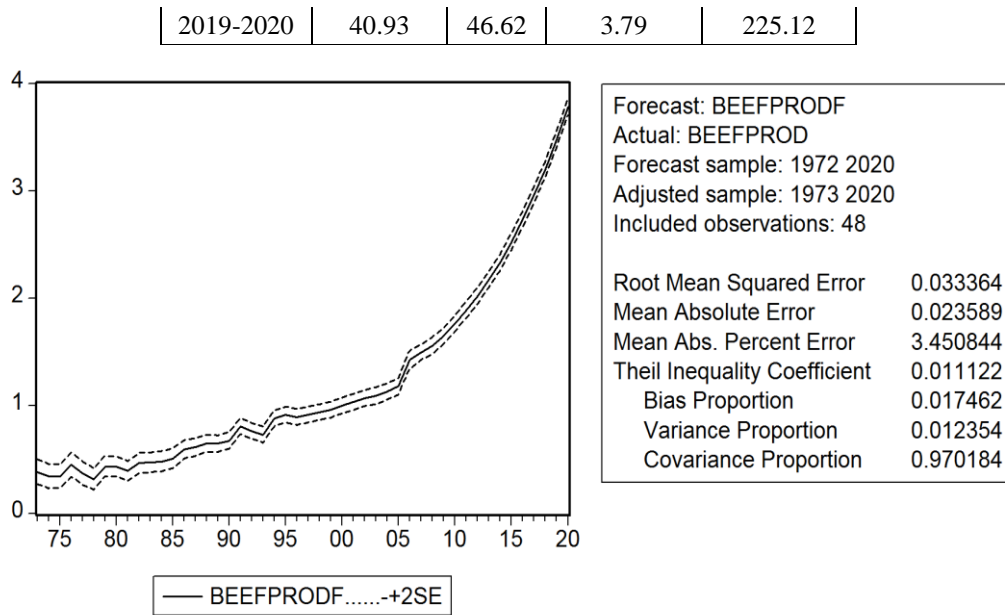 2019-2020 40.93 46.62 3.79 225.12
4
3
2
1
0
75 80 85 90 95 00 05 10 15 20
BEEFPRODF......-+2SE
Forecast: BEEFPRODF
Actual: BEEFPROD
Forecast sample: 1972 2020
Adjusted sample: 1973 2020
Included observations: 48
Root Mean Squared Error 0.033364
Mean Absolute Error 0.023589
Mean Abs. Percent Error 3.450844
Theil Inequality Coefficient 0.011122
Bias Proportion 0.017462
Variance Proportion 0.012354
Covariance Proportion 0.970184